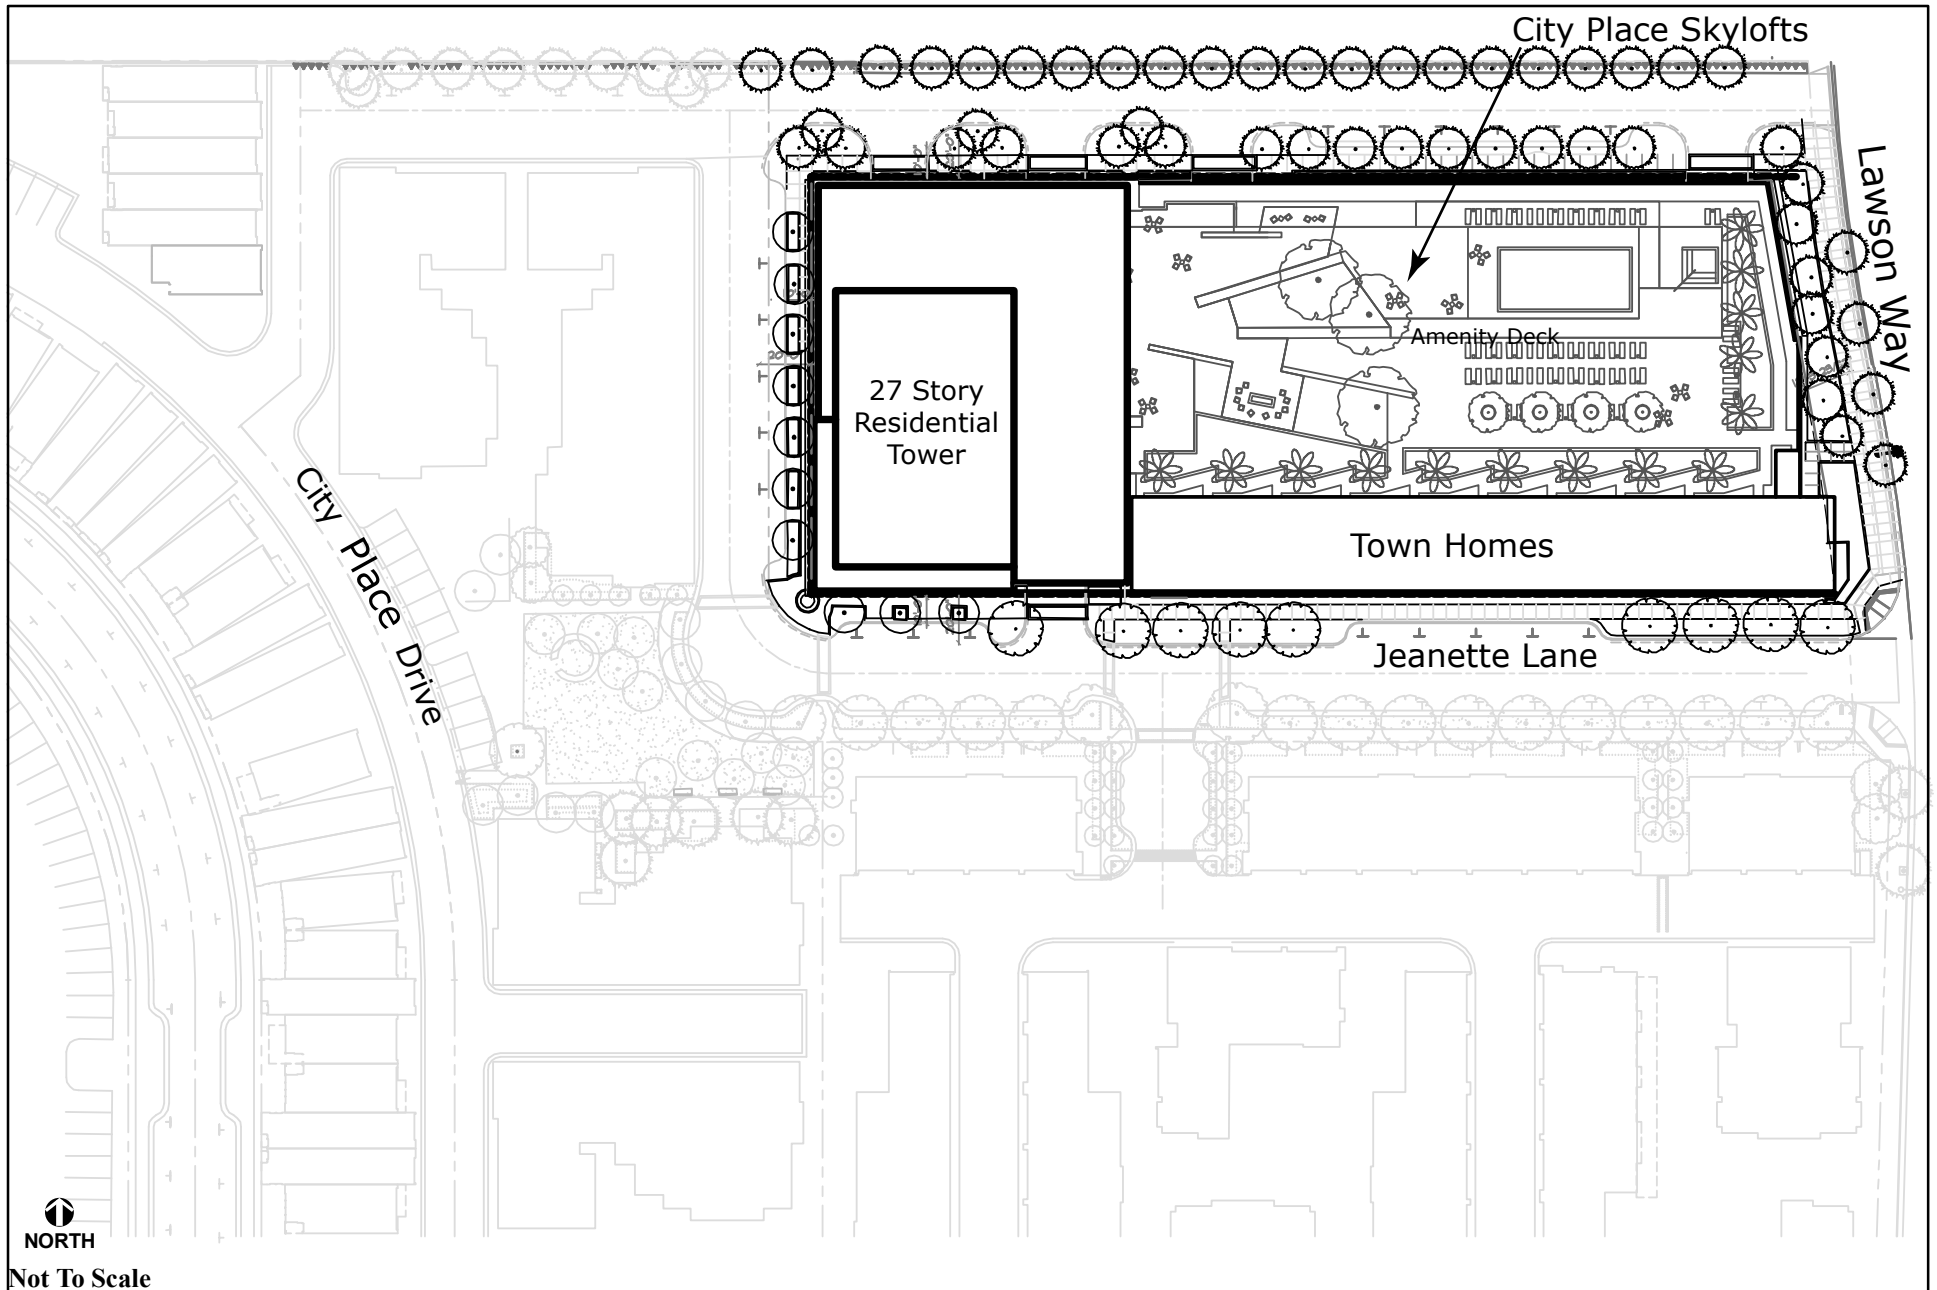 City Place Skylofts
Lawson Way
Amenity Deck
27 Story
Residential
Tower
City Place Drive
Town Homes
Jeanette Lane
NORTH
Not To Scale